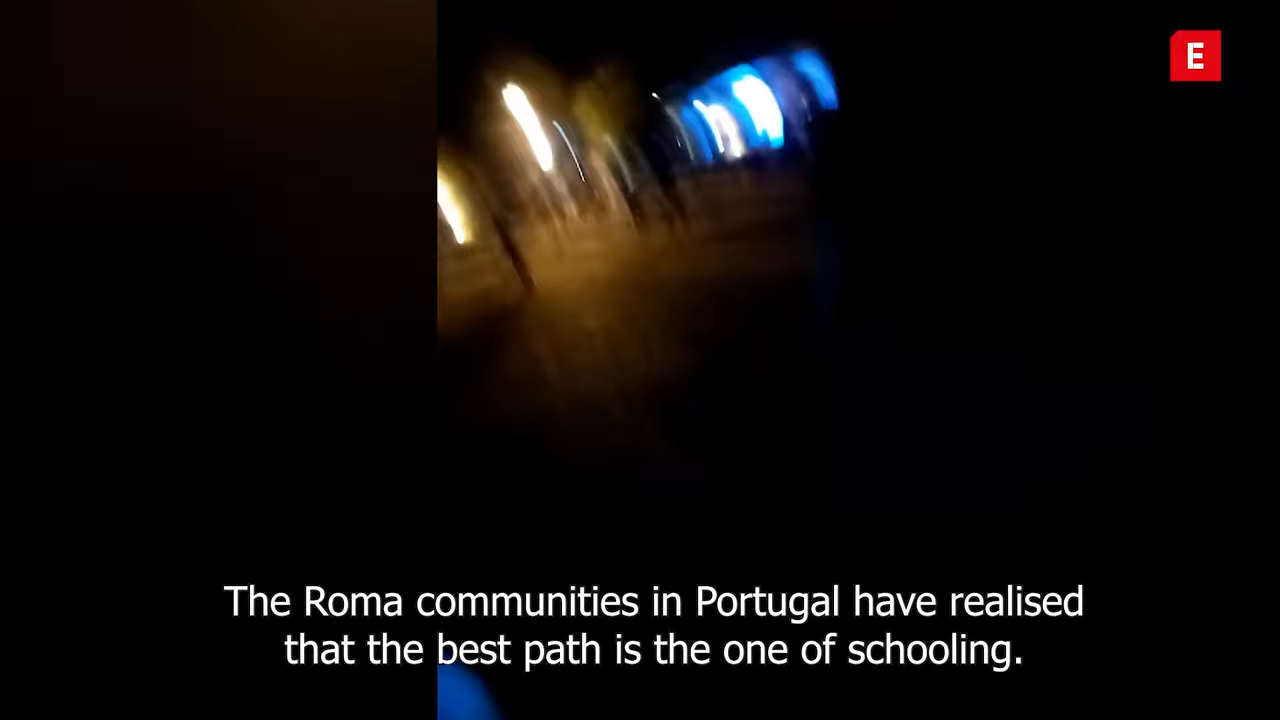 E
The Roma communities in Portugal have realised
that the best path is the one of schooling.